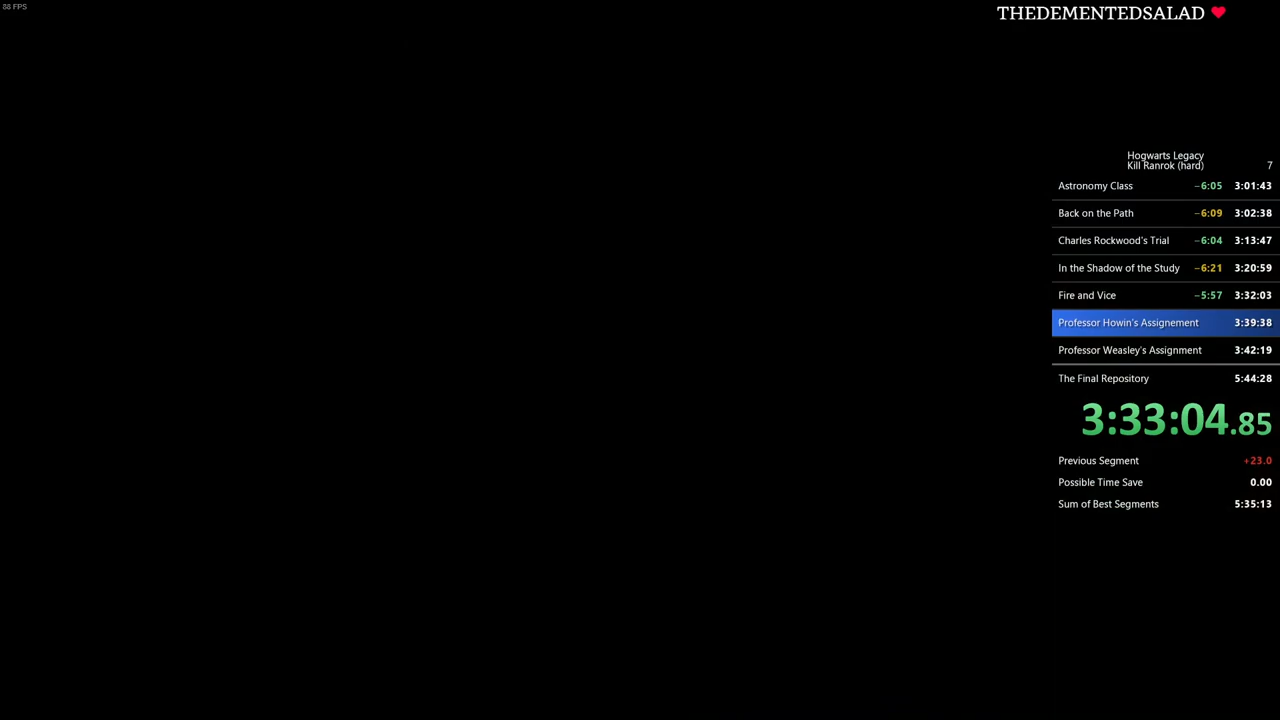 88 FPS
THEDEMENTEDSALAD ❤
Hogwarts Legacy
Kill Ranrok (hard) 7
Astronomy Class -6:05 3:01:43
Back on the Path -6:09 3:02:38
Charles Rockwood's Trial -6:04 3:13:47
In the Shadow of the Study -6:21 3:20:59
Fire and Vice -5:57 3:32:03
Professor Howin's Assignement 3:39:38
Professor Weasley's Assignment 3:42:19
The Final Repository 5:44:28
3:33:04.85
Previous Segment +23.0
Possible Time Save 0.00
Sum of Best Segments 5:35:13